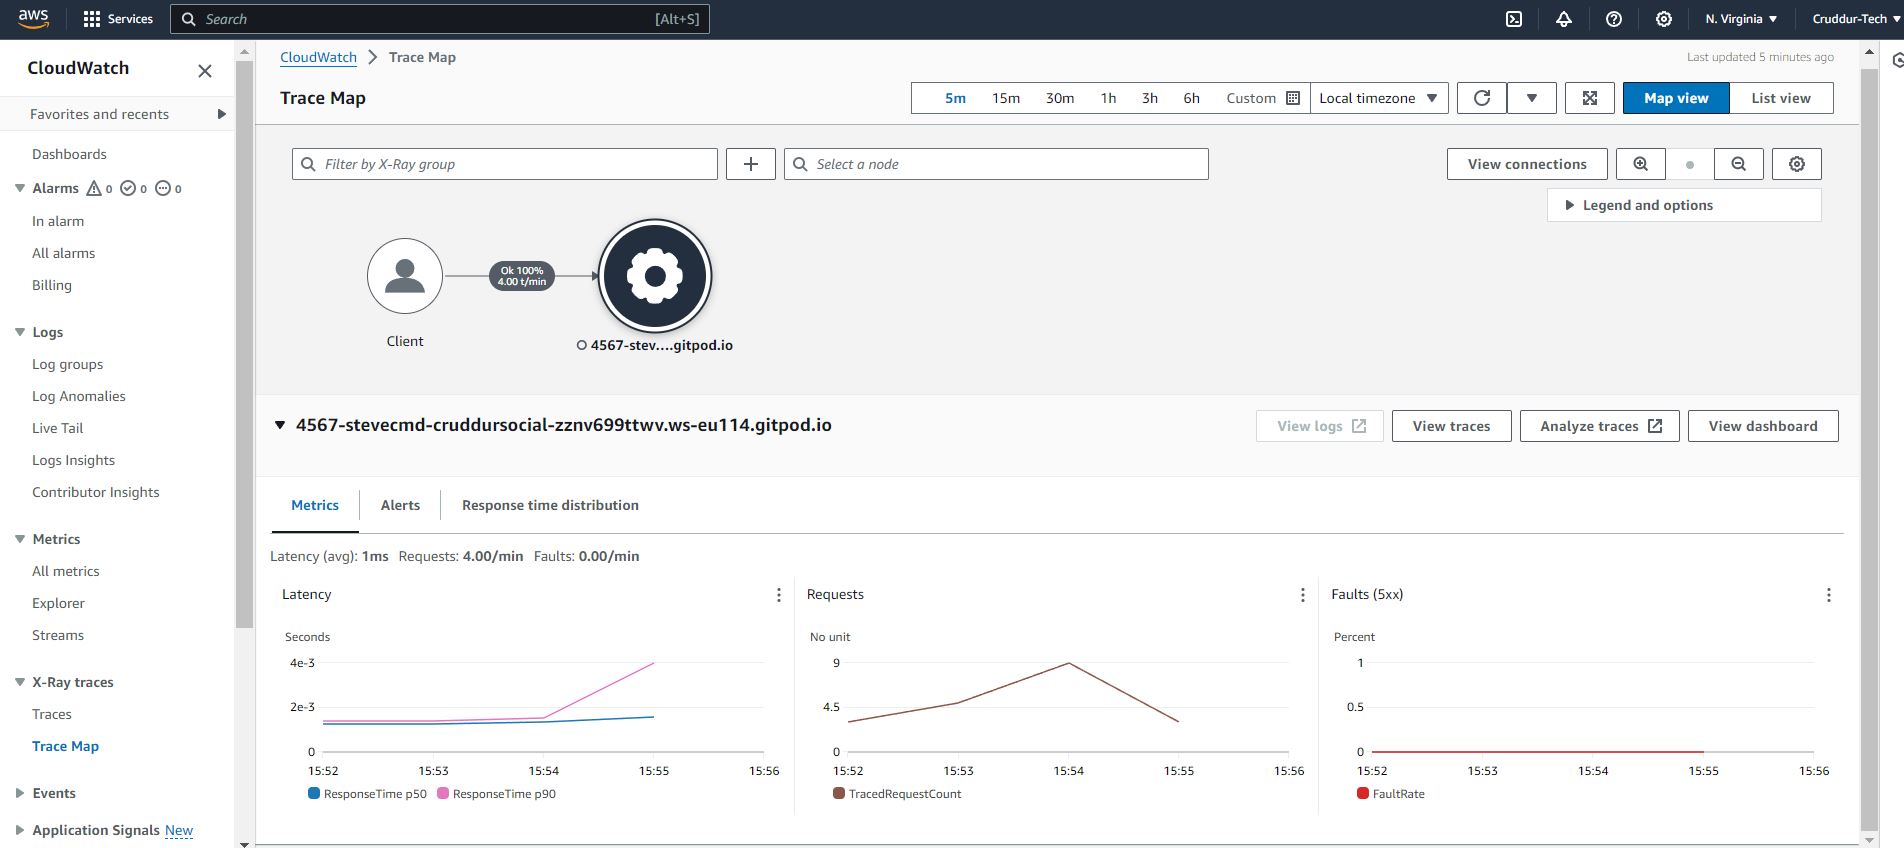 aws
Services
Search
[Alt+S]
N. Virginia
Cruddur-Tech
CloudWatch
Favorites and recents
Dashboards
Alarms 0 0 0
In alarm
All alarms
Billing
Logs
Log groups
Log Anomalies
Live Tail
Logs Insights
Contributor Insights
Metrics
All metrics
Explorer
Streams
X-Ray traces
Traces
Trace Map
Events
Application Signals New
CloudWatch
Trace Map
Last updated 5 minutes ago
Trace Map
5m 15m 30m 1h 3h 6h Custom
Local timezone
Map view
List view
Filter by X-Ray group
Select a node
View connections
Legend and options
Ok 100%
4.00 t/min
Client
4567-stev....gitpod.io
4567-stevecmd-cruddursocial-zznv699ttwv.ws-eu114.gitpod.io
View logs
View traces
Analyze traces
View dashboard
Metrics
Alerts
Response time distribution
Latency (avg): 1ms Requests: 4.00/min Faults: 0.00/min
Latency
Seconds
4e-3
2e-3
0
15:52 15:53 15:54 15:55 15:56
ResponseTime p50 ResponseTime p90
Requests
No unit
9
4.5
0
15:52 15:53 15:54 15:55 15:56
TracedRequestCount
Faults (5xx)
Percent
1
0.5
0
15:52 15:53 15:54 15:55 15:56
FaultRate